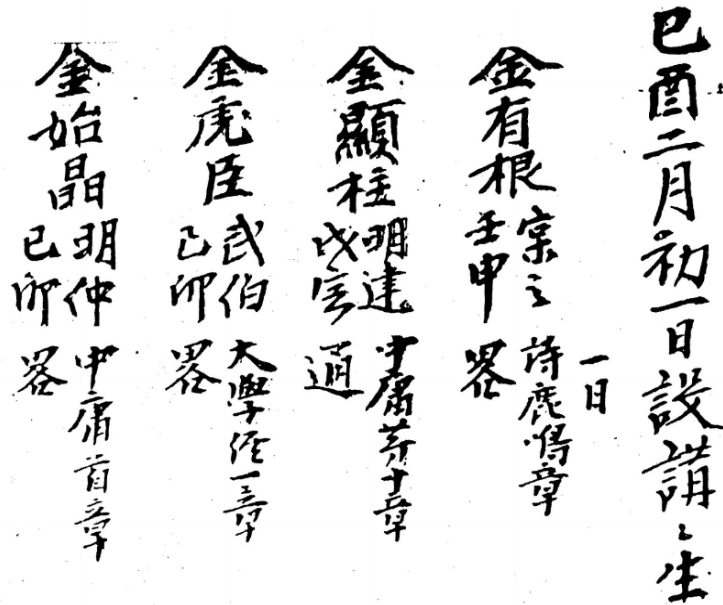 己酉二月初一日設講〻生
一日
金有根 寀之 壬申 詩鹿鳴章 畧
金顯柱 明建 戊寅 中庸第十章 通
金虎臣 武伯 己卯 大學經一章 畧
金始晶 明仲 己卯 中庸首章 畧